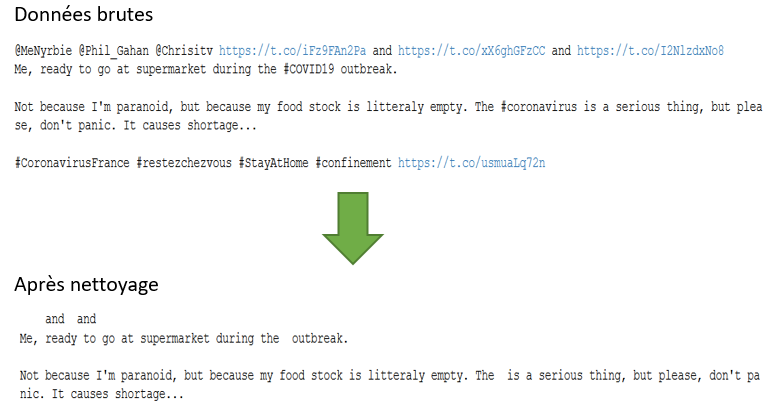 Données brutes
@MeNyrbie @Phil_Gahan @Chrisitv https://t.co/iFz9FAn2Pa and https://t.co/xX6ghGFzCC and https://t.co/I2NlzdxNo8
Me, ready to go at supermarket during the #COVID19 outbreak.
Not because I'm paranoid, but because my food stock is litteraly empty. The #coronavirus is a serious thing, but plea
se, don't panic. It causes shortage...
#CoronavirusFrance #restezchezvous #StayAtHome #confinement https://t.co/usmuaLq72n
Après nettoyage
and and
Me, ready to go at supermarket during the outbreak.
Not because I'm paranoid, but because my food stock is litteraly empty. The is a serious thing, but please, don't pa
nic. It causes shortage...